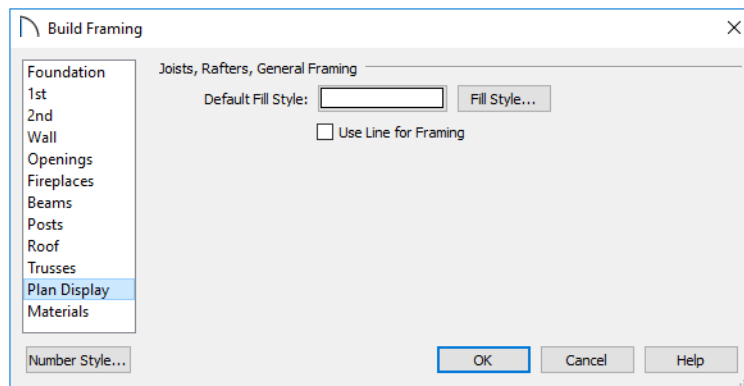 Build Framing
Foundation
1st
2nd
Wall
Openings
Fireplaces
Beams
Posts
Roof
Trusses
Plan Display
Materials
Joists, Rafters, General Framing
Default Fill Style:
Fill Style...
Use Line for Framing
Number Style...
OK
Cancel
Help